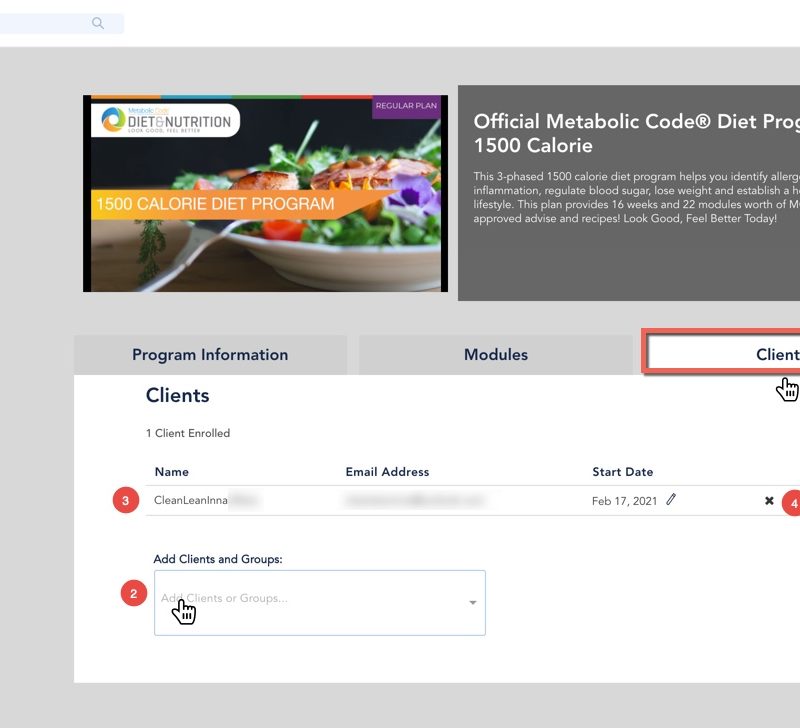 REGULAR PLAN
Metabolic Code
DIET&NUTRITION
LOOK GOOD, FEEL BETTER
1500 CALORIE DIET PROGRAM
Official Metabolic Code® Diet Prog
1500 Calorie
This 3-phased 1500 calorie diet program helps you identify allerge
inflammation, regulate blood sugar, lose weight and establish a he
lifestyle. This plan provides 16 weeks and 22 modules worth of M
approved advise and recipes! Look Good, Feel Better Today!
Program Information
Modules
Client
Clients
1 Client Enrolled
Name Email Address Start Date
3 CleanLeanInna Feb 17, 2021 4
Add Clients and Groups:
2 Add Clients or Groups...